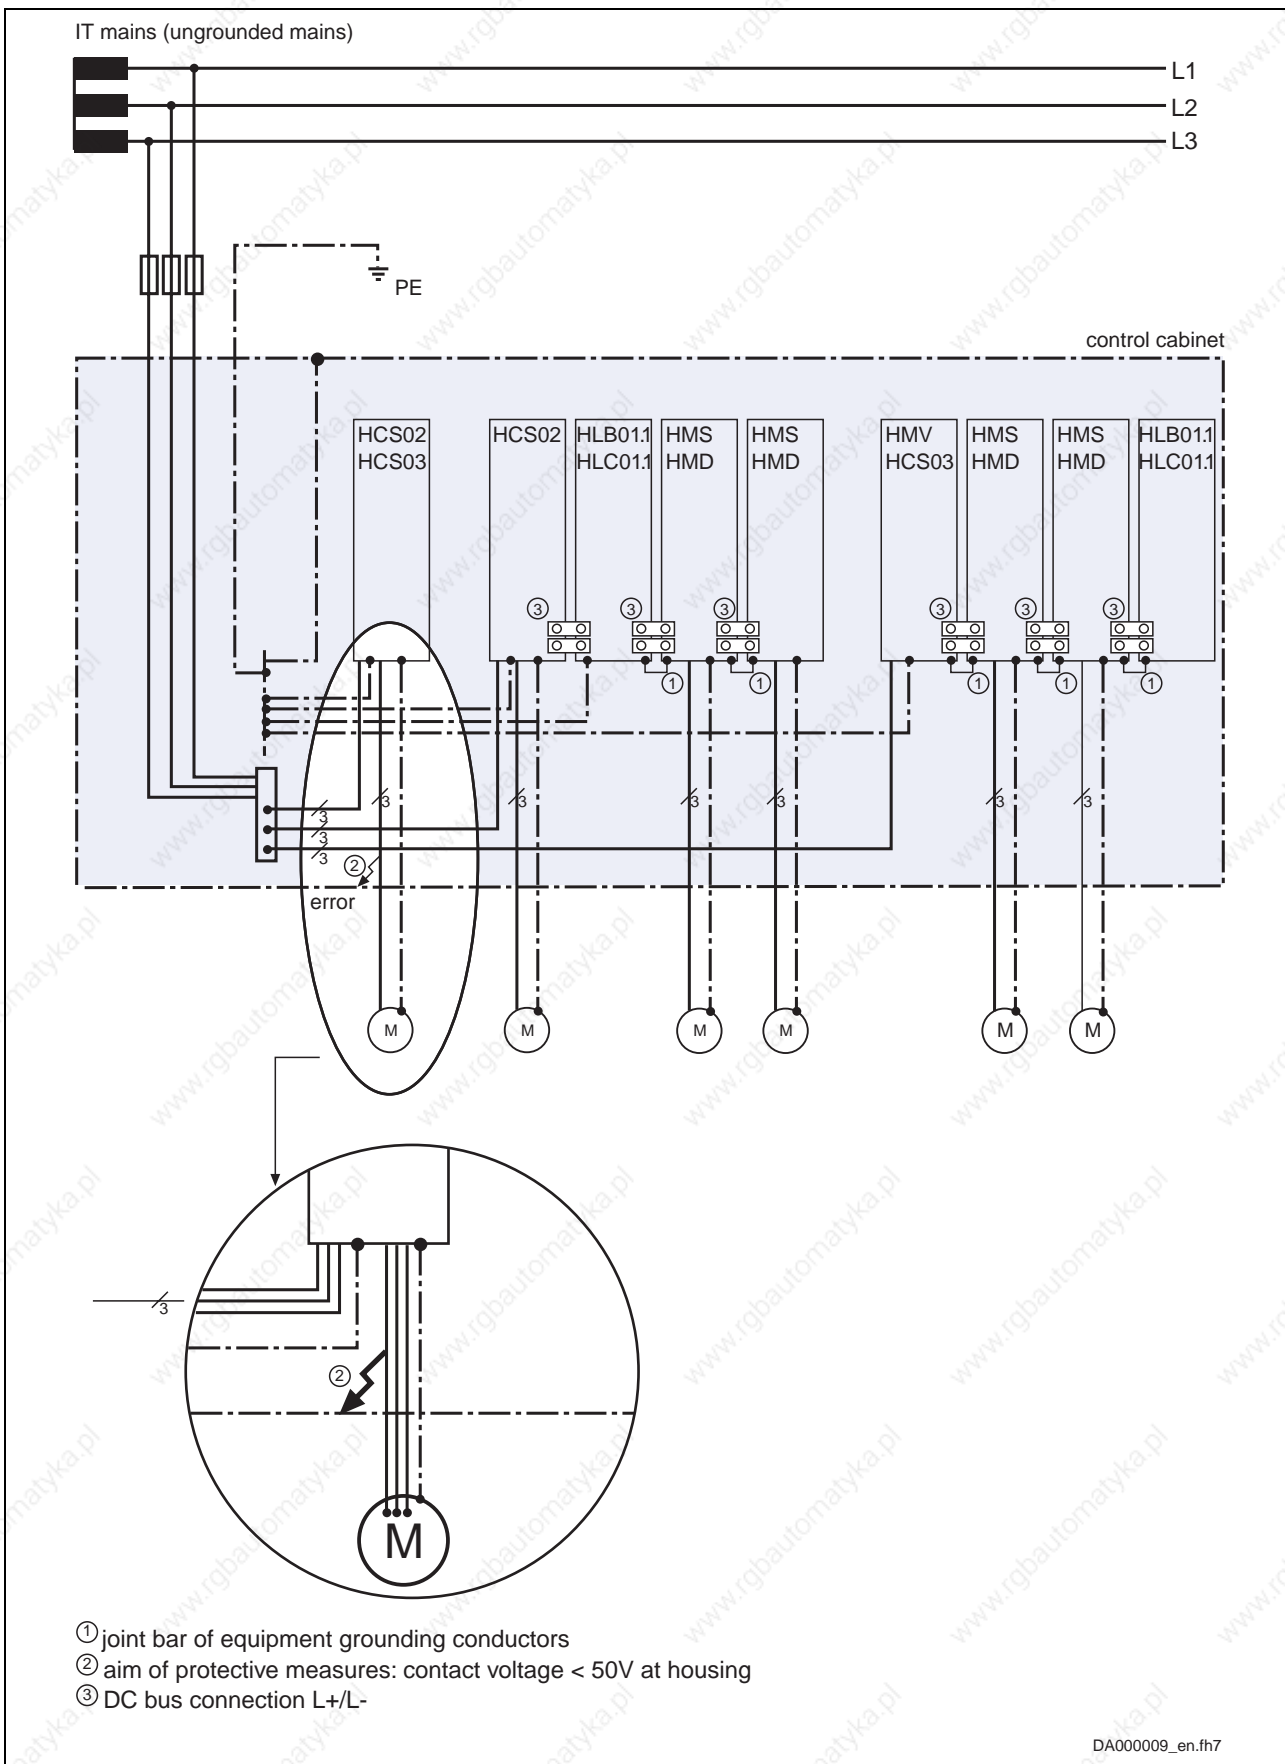 IT mains (ungrounded mains)
L1
L2
L3
PE
control cabinet
HCS02
HCS03
HCS02
HLB01.1
HLC01.1
HMS
HMD
HMS
HMD
HMV
HCS03
HMS
HMD
HMS
HMD
HLB01.1
HLC01.1
3 3 3 3 3 3
1 1 1 1 1
3 3 3 3 3 3
3
3
3
2
error
M M M M M M
3
2
M
1 joint bar of equipment grounding conductors
2 aim of protective measures: contact voltage < 50V at housing
3 DC bus connection L+/L-
DA000009_en.fh7
www.rgbautomatyka.pl